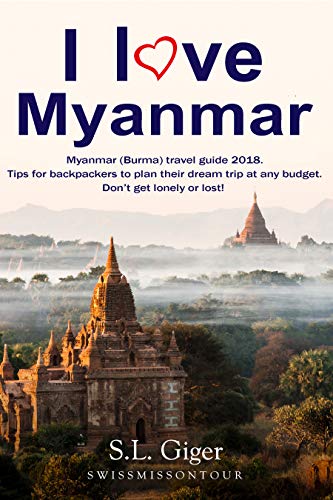 I love
Myanmar
Myanmar (Burma) travel guide 2018.
Tips for backpackers to plan their dream trip at any budget.
Don't get lonely or lost!
S.L. Giger
SWISSMISSONTOUR